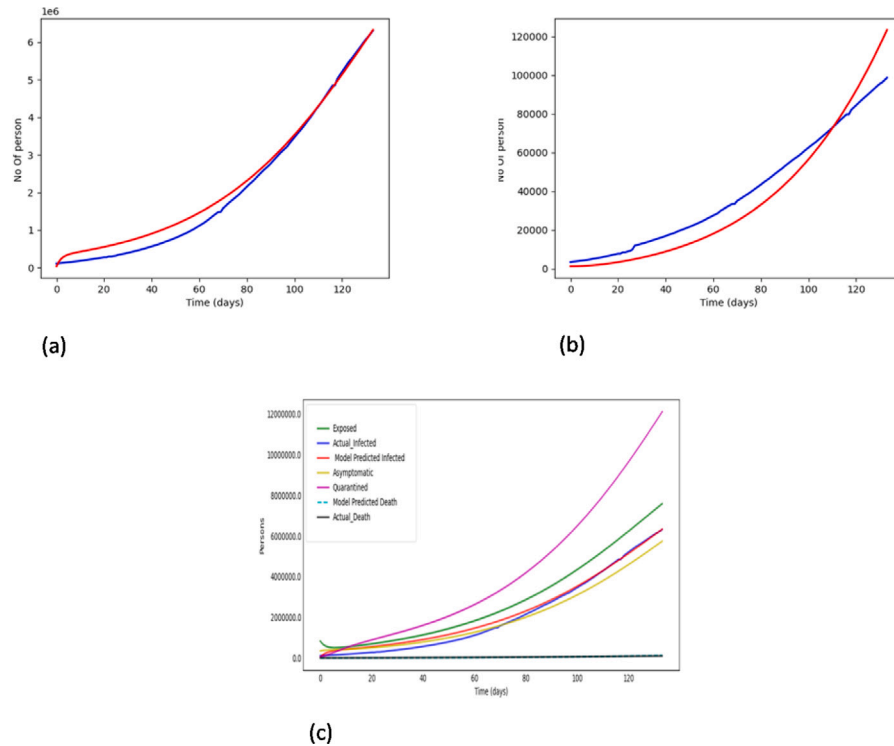 1e6
6
5
4
3
2
1
0
No Of person
0 20 40 60 80 100 120
Time (days)
(a)
120000
100000
80000
60000
40000
20000
0
No Of person
0 20 40 60 80 100 120
Time (days)
(b)
12000000.0
10000000.0
8000000.0
6000000.0
4000000.0
2000000.0
0.0
Persons
Exposed
Actual_Infected
Model Predicted Infected
Asymptomatic
Quarantined
Model Predicted Death
Actual_Death
0 20 40 60 80 100 120
Time (days)
(c)